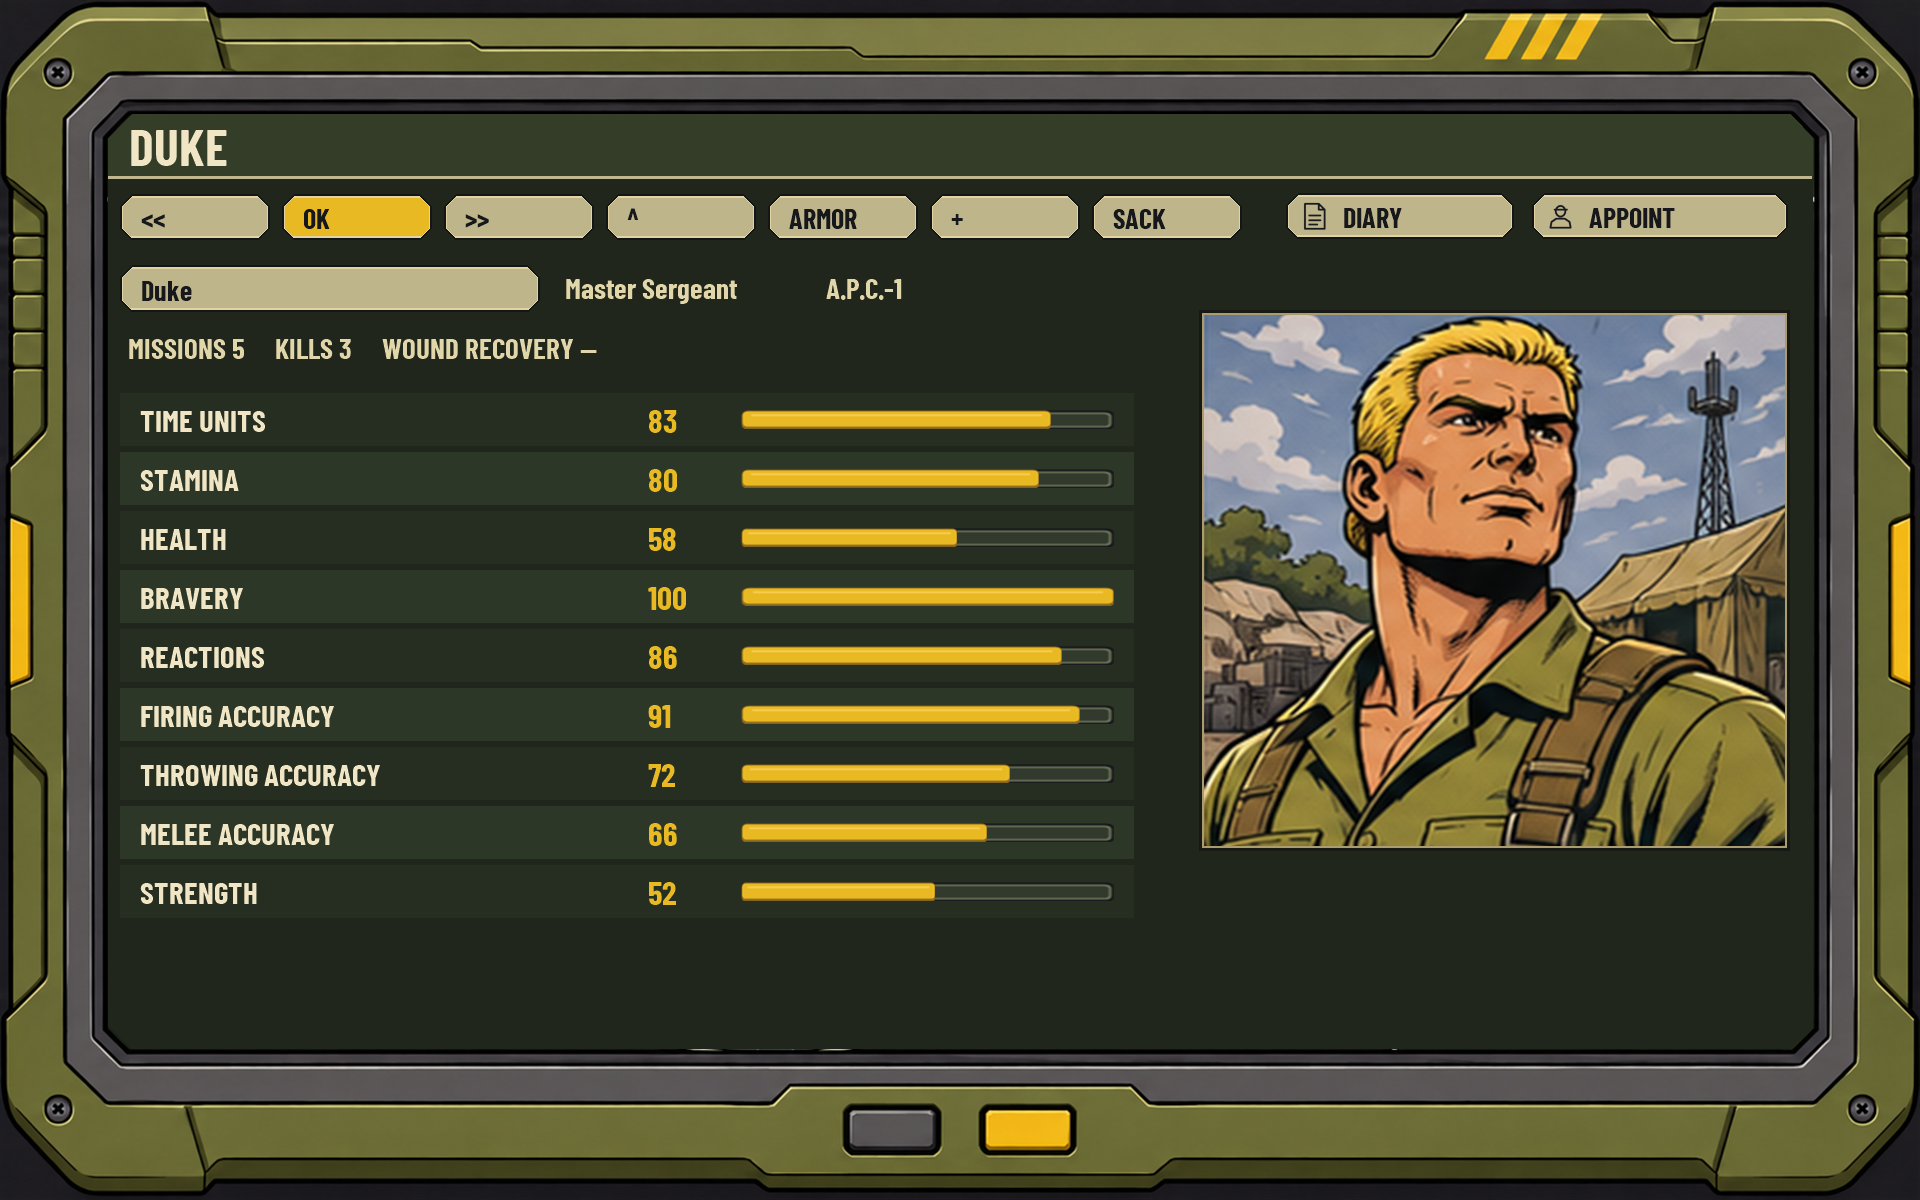 DUKE
<< OK >> ^ ARMOR + SACK DIARY APPOINT
Duke Master Sergeant A.P.C.-1
MISSIONS 5 KILLS 3 WOUND RECOVERY –
TIME UNITS 83
STAMINA 80
HEALTH 58
BRAVERY 100
REACTIONS 86
FIRING ACCURACY 91
THROWING ACCURACY 72
MELEE ACCURACY 66
STRENGTH 52